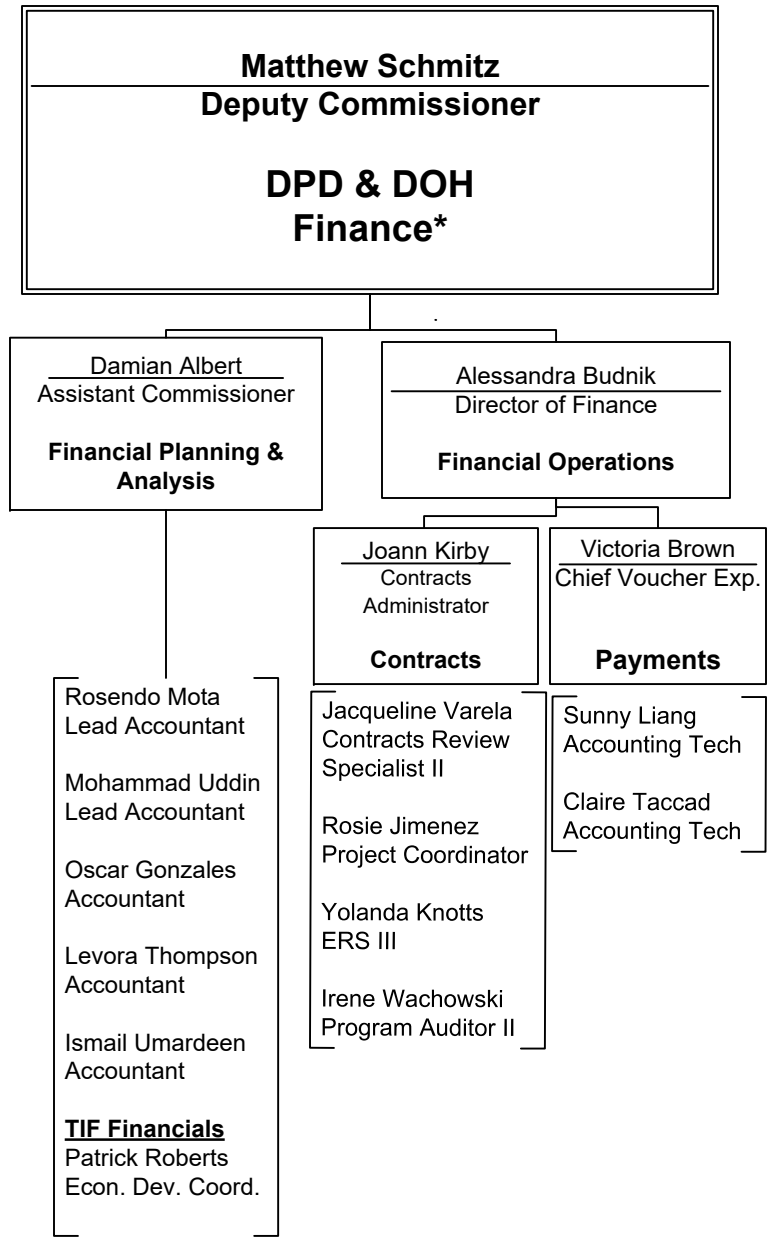 Matthew Schmitz
Deputy Commissioner
DPD & DOH
Finance*
.
Damian Albert
Assistant Commissioner
Financial Planning &
Analysis
Alessandra Budnik
Director of Finance
Financial Operations
Joann Kirby
Contracts
Administrator
Contracts
Victoria Brown
Chief Voucher Exp.
Payments
Rosendo Mota
Lead Accountant
Mohammad Uddin
Lead Accountant
Oscar Gonzales
Accountant
Levora Thompson
Accountant
Ismail Umardeen
Accountant
TIF Financials
Patrick Roberts
Econ. Dev. Coord.
Jacqueline Varela
Contracts Review
Specialist II
Rosie Jimenez
Project Coordinator
Yolanda Knotts
ERS III
Irene Wachowski
Program Auditor II
Sunny Liang
Accounting Tech
Claire Taccad
Accounting Tech